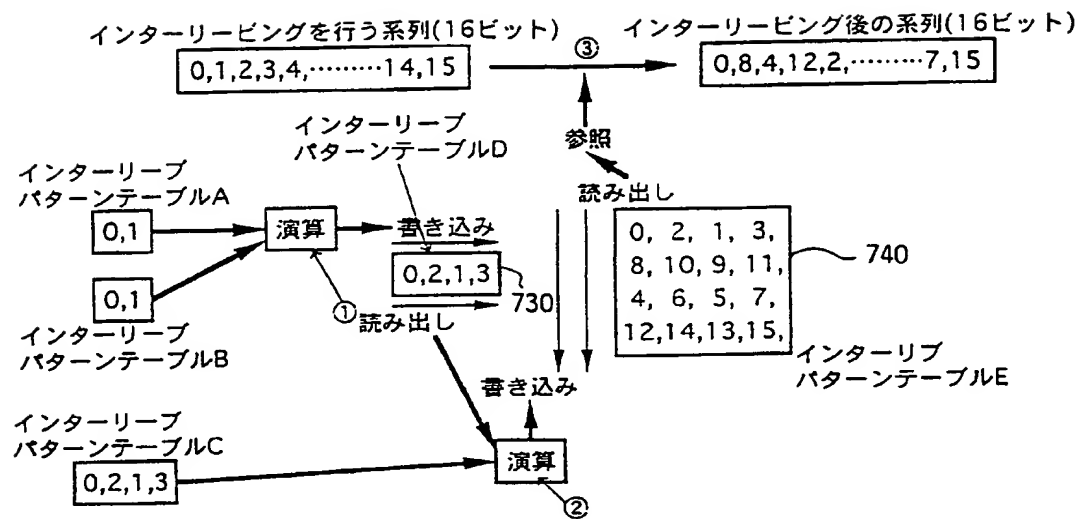 インターリービングを行う系列(16ビット)
0,1,2,3,4,………14,15
③
インターリービング後の系列(16ビット)
0,8,4,12,2,………7,15
インターリーブ
パターンテーブルD
参照
読み出し
インターリーブ
パターンテーブルA
0,1
演算
書き込み
0,2,1,3
730
0, 2, 1, 3,
8, 10, 9, 11,
4, 6, 5, 7,
12,14,13,15,
740
0,1
①
読み出し
インターリーブ
パターンテーブルB
インターリブ
パターンテーブルE
書き込み
インターリーブ
パターンテーブルC
0,2,1,3
演算
②